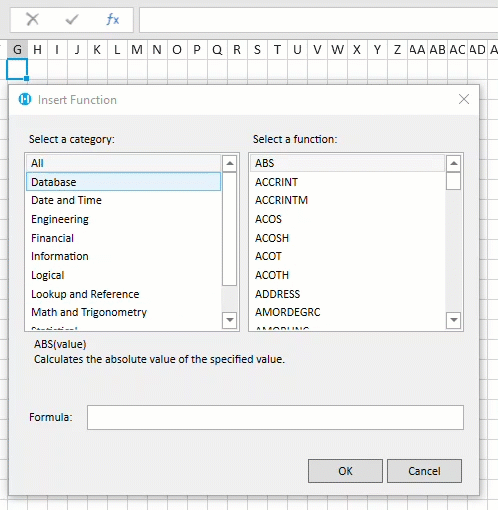 fx
G H I J K L M N O P Q R S T U V W X Y Z AA AB AC AD A
Insert Function
Select a category:
All
Database
Date and Time
Engineering
Financial
Information
Logical
Lookup and Reference
Math and Trigonometry
Statistical
Select a function:
ABS
ACCRINT
ACCRINTM
ACOS
ACOSH
ACOT
ACOTH
ADDRESS
AMORDEGRC
AMORLINC
ABS(value)
Calculates the absolute value of the specified value.
Formula:
OK
Cancel